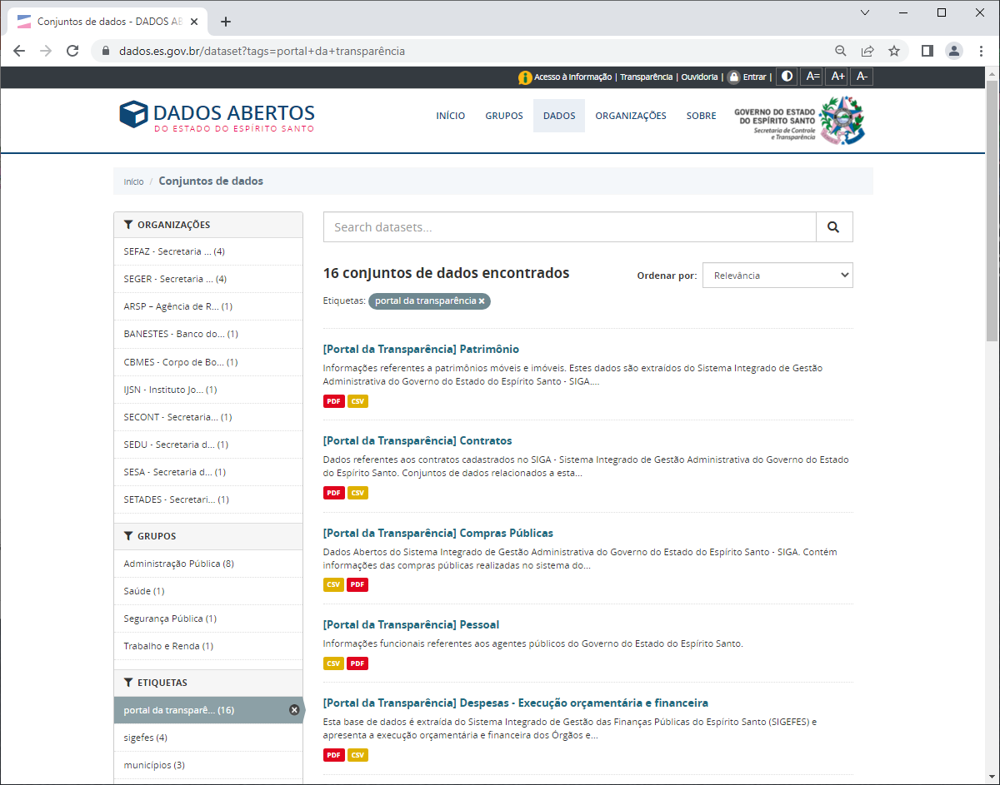 Conjuntos de dados - DADOS AB
dados.es.gov.br/dataset?tags=portal+da+transparência
Acesso à Informação | Transparência | Ouvidoria | Entrar | A= A+ A-
DADOS ABERTOS
DO ESTADO DO ESPÍRITO SANTO
INÍCIO GRUPOS DADOS ORGANIZAÇÕES SOBRE
GOVERNO DO ESTADO
DO ESPÍRITO SANTO
Secretaria de Controle
e Transparência
Início / Conjuntos de dados
ORGANIZAÇÕES
SEFAZ - Secretaria ... (4)
SEGER - Secretaria ... (4)
ARSP – Agência de R... (1)
BANESTES - Banco do... (1)
CBMES - Corpo de Bo... (1)
IJSN - Instituto Jo... (1)
SECONT - Secretaria... (1)
SEDU - Secretaria d... (1)
SESA - Secretaria d... (1)
SETADES - Secretari... (1)
GRUPOS
Administração Pública (8)
Saúde (1)
Segurança Pública (1)
Trabalho e Renda (1)
ETIQUETAS
portal da transparê... (16)
sigefes (4)
municípios (3)
Search datasets...
16 conjuntos de dados encontrados
Ordenar por: Relevância
Etiquetas: portal da transparência
[Portal da Transparência] Patrimônio
Informações referentes a patrimônios móveis e imóveis. Estes dados são extraídos do Sistema Integrado de Gestão
Administrativa do Governo do Estado do Espírito Santo - SIGA....
PDF CSV
[Portal da Transparência] Contratos
Dados referentes aos contratos cadastrados no SIGA - Sistema Integrado de Gestão Administrativa do Governo do Estado
do Espírito Santo. Conjuntos de dados relacionados a esta...
PDF CSV
[Portal da Transparência] Compras Públicas
Dados Abertos do Sistema Integrado de Gestão Administrativa do Governo do Estado do Espírito Santo - SIGA. Contém
informações das compras públicas realizadas no sistema do...
CSV PDF
[Portal da Transparência] Pessoal
Informações funcionais referentes aos agentes públicos do Governo do Estado do Espírito Santo.
CSV PDF
[Portal da Transparência] Despesas - Execução orçamentária e financeira
Esta base de dados é extraída do Sistema Integrado de Gestão das Finanças Públicas do Espírito Santo (SIGEFES) e
apresenta a execução orçamentária e financeira dos Órgãos e...
PDF CSV